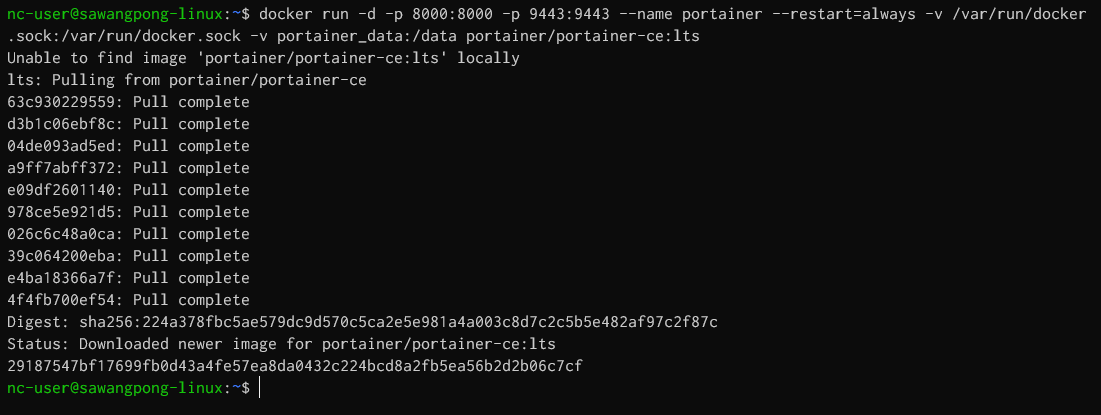 nc-user@sawangpong-linux:~$ docker run -d -p 8000:8000 -p 9443:9443 --name portainer --restart=always -v /var/run/docker
.sock:/var/run/docker.sock -v portainer_data:/data portainer/portainer-ce:lts
Unable to find image 'portainer/portainer-ce:lts' locally
lts: Pulling from portainer/portainer-ce
63c930229559: Pull complete
d3b1c06ebf8c: Pull complete
04de093ad5ed: Pull complete
a9ff7abff372: Pull complete
e09df2601140: Pull complete
978ce5e921d5: Pull complete
026c6c48a0ca: Pull complete
39c064200eba: Pull complete
e4ba18366a7f: Pull complete
4f4fb700ef54: Pull complete
Digest: sha256:224a378fbc5ae579dc9d570c5ca2e5e981a4a003c8d7c2c5b5e482af97c2f87c
Status: Downloaded newer image for portainer/portainer-ce:lts
29187547bf17699fb0d43a4fe57ea8da0432c224bcd8a2fb5ea56b2d2b06c7cf
nc-user@sawangpong-linux:~$